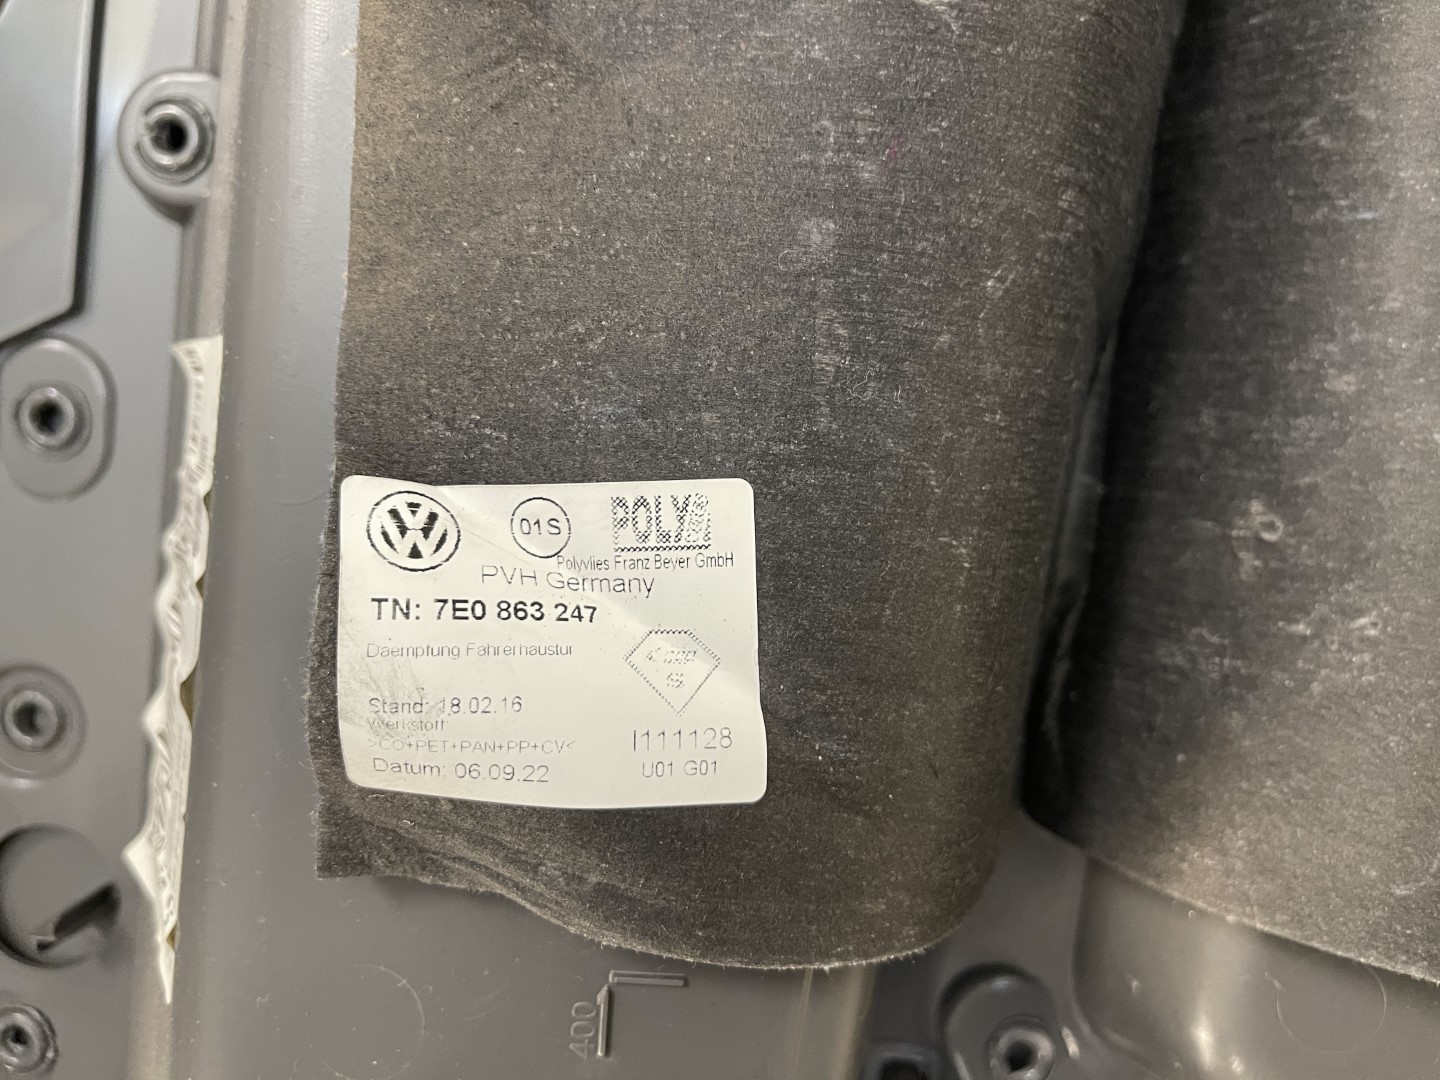 01S
POLY
Polyvlies Franz Beyer GmbH
PVH Germany
TN: 7E0 863 247
Daempfung Fahrerhaustur
Stand: 18.02.16
Werkstoff:
>CO+PET+PAN+PP+CV<
I111128
Datum: 06.09.22
U01 G01
400